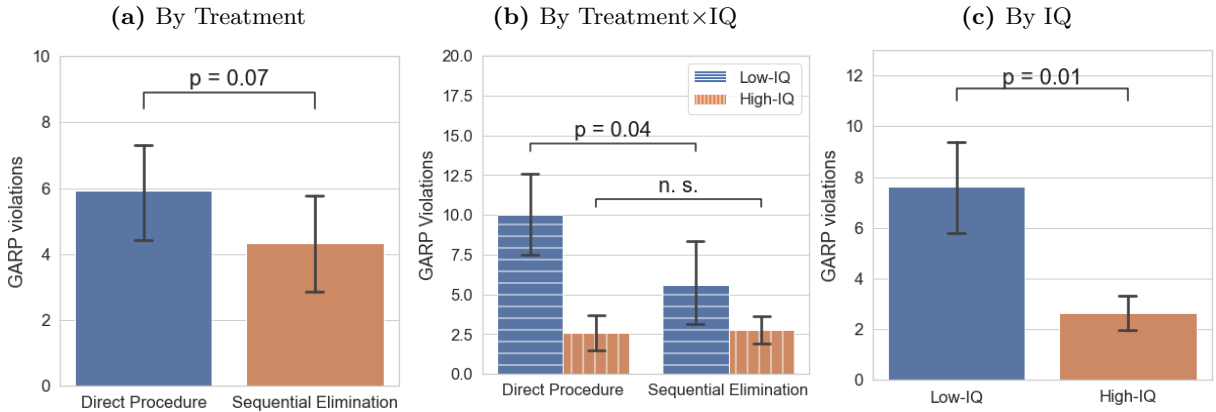 (a) By Treatment
10
8
6
4
2
0
GARP violations
p = 0.07
Direct Procedure
Sequential Elimination
(b) By Treatment×IQ
20.0
17.5
15.0
12.5
10.0
7.5
5.0
2.5
0.0
GARP Violations
Low-IQ
High-IQ
p = 0.04
n. s.
Direct Procedure
Sequential Elimination
(c) By IQ
12
10
8
6
4
2
0
GARP violations
p = 0.01
Low-IQ
High-IQ